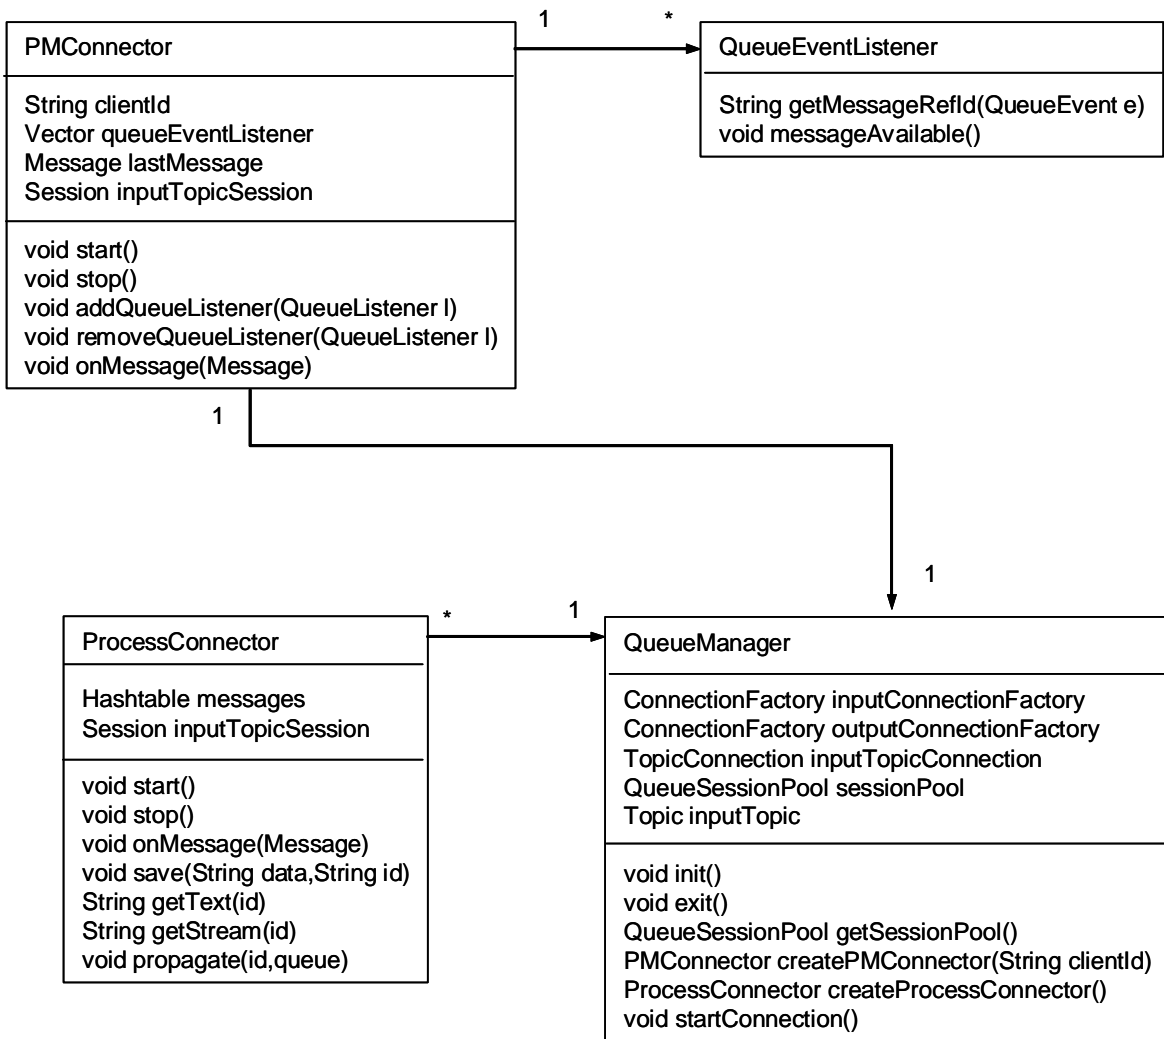 1
*
PMConnector
String clientId
Vector queueEventListener
Message lastMessage
Session inputTopicSession
void start()
void stop()
void addQueueListener(QueueListener l)
void removeQueueListener(QueueListener l)
void onMessage(Message)
QueueEventListener
String getMessageRefId(QueueEvent e)
void messageAvailable()
1
1
*
1
ProcessConnector
Hashtable messages
Session inputTopicSession
void start()
void stop()
void onMessage(Message)
void save(String data,String id)
String getText(id)
String getStream(id)
void propagate(id,queue)
QueueManager
ConnectionFactory inputConnectionFactory
ConnectionFactory outputConnectionFactory
TopicConnection inputTopicConnection
QueueSessionPool sessionPool
Topic inputTopic
void init()
void exit()
QueueSessionPool getSessionPool()
PMConnector createPMConnector(String clientId)
ProcessConnector createProcessConnector()
void startConnection()